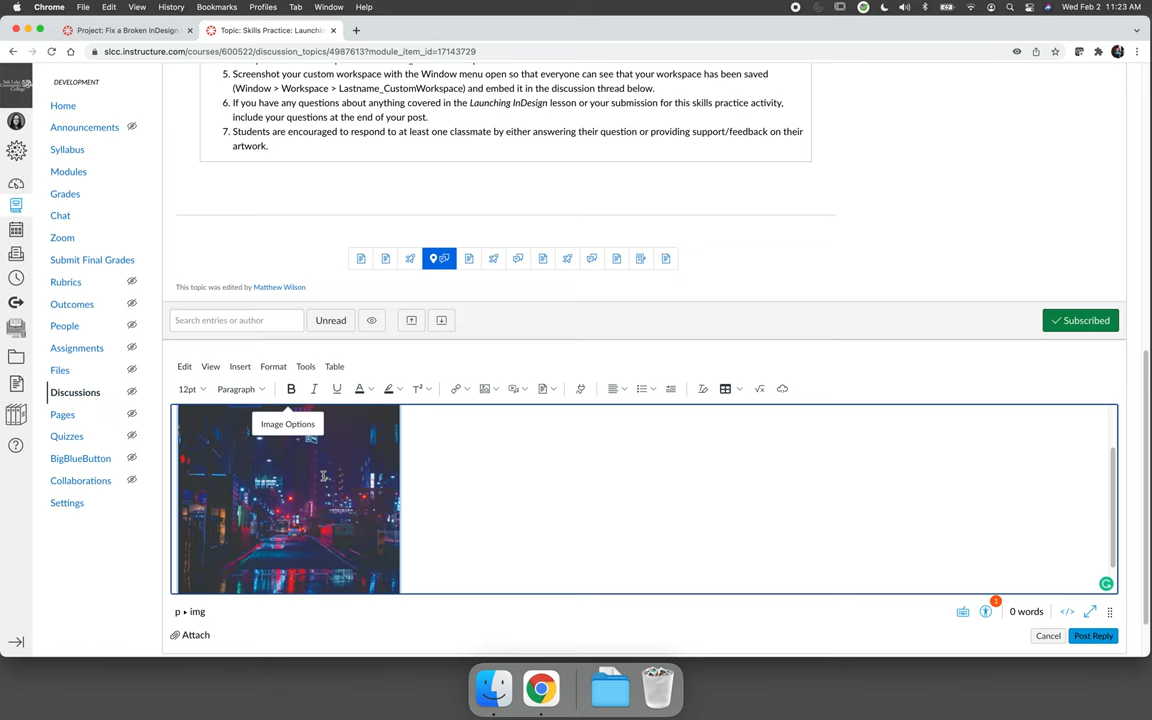 Chrome File Edit View History Bookmarks Profiles Tab Window Help Wed Feb 2 11:23 AM
Project: Fix a Broken InDesign Topic: Skills Practice: Launchin
slcc.instructure.com/courses/600522/discussion_topics/4987613?module_item_id=17143729
DEVELOPMENT
Home
Announcements
Syllabus
Modules
Grades
Chat
Zoom
Submit Final Grades
Rubrics
Outcomes
People
Assignments
Files
Discussions
Pages
Quizzes
BigBlueButton
Collaborations
Settings
5. Screenshot your custom workspace with the Window menu open so that everyone can see that your workspace has been saved
(Window > Workspace > Lastname_CustomWorkspace) and embed it in the discussion thread below.
6. If you have any questions about anything covered in the Launching InDesign lesson or your submission for this skills practice activity,
include your questions at the end of your post.
7. Students are encouraged to respond to at least one classmate by either answering their question or providing support/feedback on their
artwork.
This topic was edited by Matthew Wilson
Search entries or author Unread Subscribed
Edit View Insert Format Tools Table
12pt Paragraph B I U A T²
Image Options
p ▸ img 1 0 words </>
Attach Cancel Post Reply